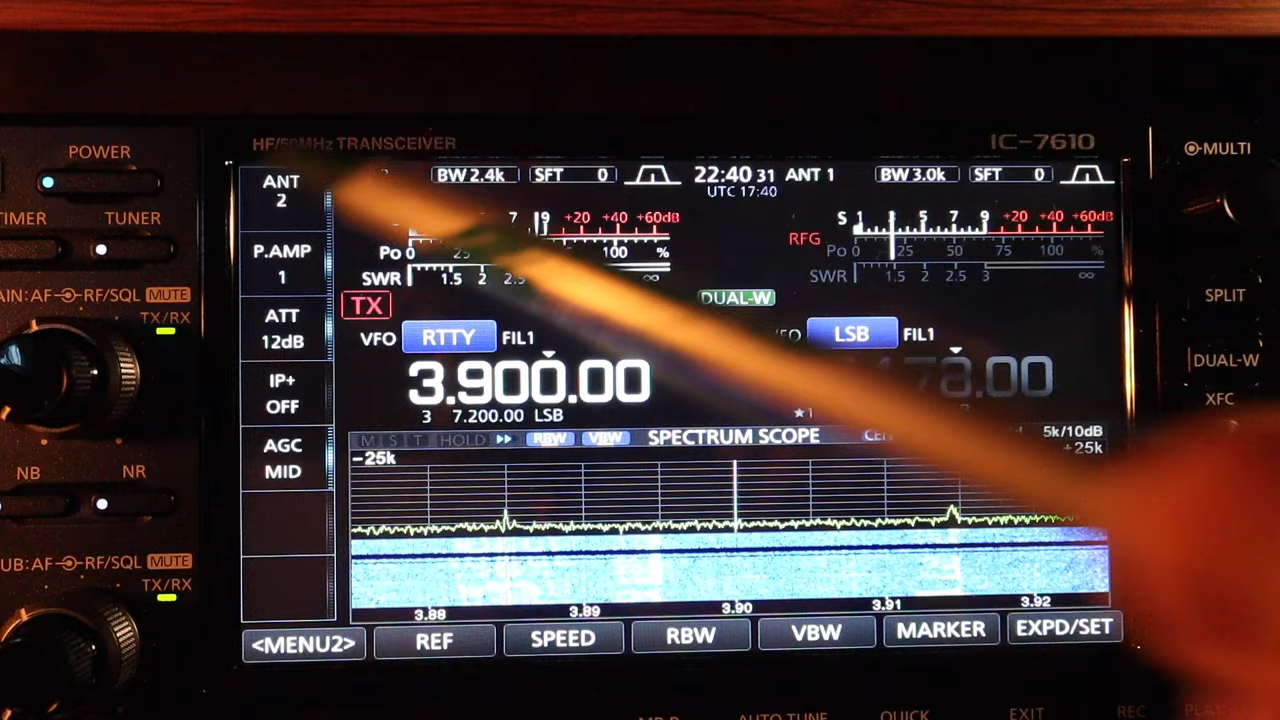 HF/50MHz TRANSCEIVER
IC-7610
POWER
MULTI
ANT
2
BW 2.4k SFT 0
22:40 31 ANT 1
UTC 17:40
BW 3.0k SFT 0
TIMER TUNER
7 9 +20 +40 +60dB
S 1 3 5 7 9 +20 +40 +60dB
RFG
P.AMP
1
Po 0 25 100 %
Po 0 25 50 75 100 %
SWR 1.5 2 2.5 ∞
SWR 1.5 2 2.5 3 ∞
AIN:AF RF/SQL MUTE
TX/RX
TX
DUAL-W
SPLIT
ATT
12dB
VFO RTTY FIL1
LSB FIL1
DUAL-W
IP+
OFF
3.900.00
78.00
XFC
3 7.200.00 LSB
★1
AGC
MID
M S T HOLD RBW VBW SPECTRUM SCOPE CEN
5k/10dB
-25k
+25k
NB NR
UB:AF RF/SQL MUTE
TX/RX
3.88 3.89 3.90 3.91 3.92
<MENU2> REF SPEED RBW VBW MARKER EXPD/SET
AUTO TUNE QUICK EXIT REC